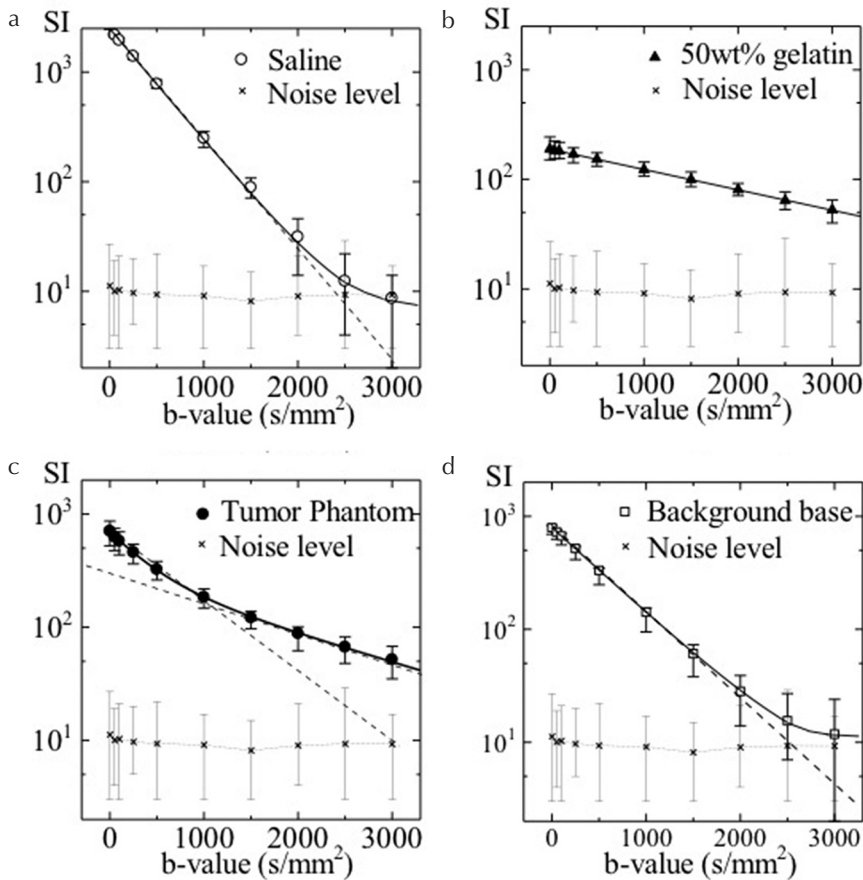 a
SI
10³
10²
10¹
○ Saline
× Noise level
0 1000 2000 3000
b-value (s/mm²)
b
SI
10³
10²
10¹
▲ 50wt% gelatin
× Noise level
0 1000 2000 3000
b-value (s/mm²)
c
SI
10³
10²
10¹
● Tumor Phantom
× Noise level
0 1000 2000 3000
b-value (s/mm²)
d
SI
10³
10²
10¹
□ Background base
× Noise level
0 1000 2000 3000
b-value (s/mm²)